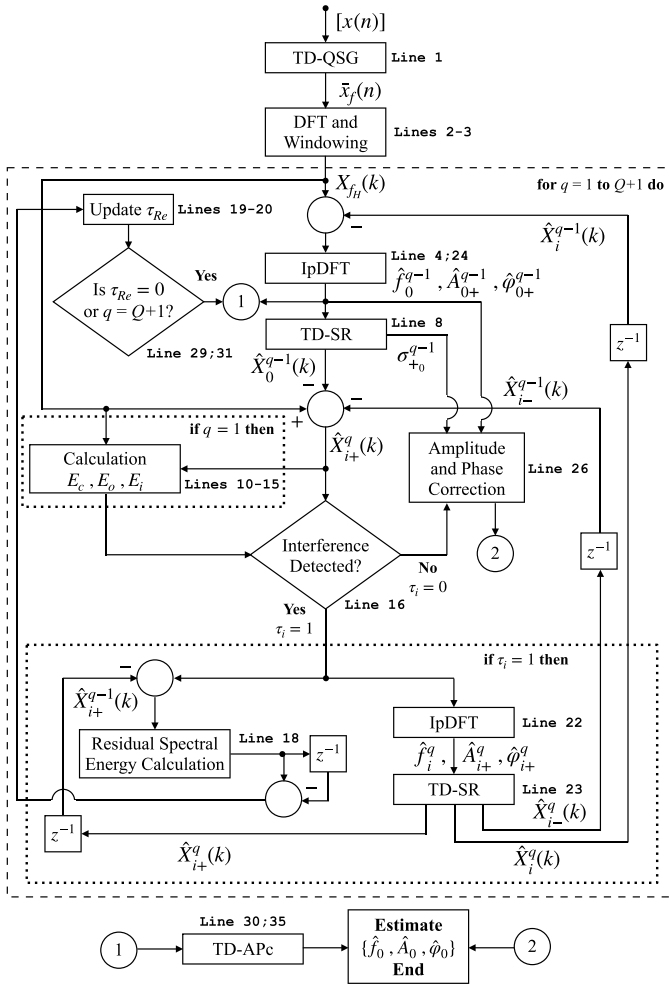 [x(n)]
TD-QSG
Line 1
x̄_f(n)
DFT and
Windowing
Lines 2-3
for q = 1 to Q+1 do
X_{f_H}(k)
Update τ_{Re}
Lines 19-20
−
X̂_i^{q−1}(k)
IpDFT
Line 4;24
f̂_0^{q−1} , Â_{0+}^{q−1} , φ̂_{0+}^{q−1}
Is τ_{Re} = 0
or q = Q+1?
Yes
Line 29;31
1
TD-SR
Line 8
σ_{+_0}^{q−1}
X̂_0^{q−1}(k)
z^{−1}
−
−
+
X̂_{i−}^{q−1}(k)
X̂_{i+}^q(k)
if q = 1 then
Calculation
E_c , E_o , E_i
Lines 10-15
Amplitude
and Phase
Correction
Line 26
2
z^{−1}
Interference
Detected?
No
τ_i = 0
Line 16
Yes
τ_i = 1
if τ_i = 1 then
−
X̂_{i+}^{q−1}(k)
Residual Spectral
Energy Calculation
Line 18
z^{−1}
−
IpDFT
Line 22
f̂_i^q , Â_{i+}^q , φ̂_{i+}^q
TD-SR
Line 23
X̂_{i−}^q(k)
z^{−1}
X̂_{i+}^q(k)
X̂_i^q(k)
1
Line 30;35
TD-APc
Estimate
{f̂_0 , Â_0 , φ̂_0}
End
2